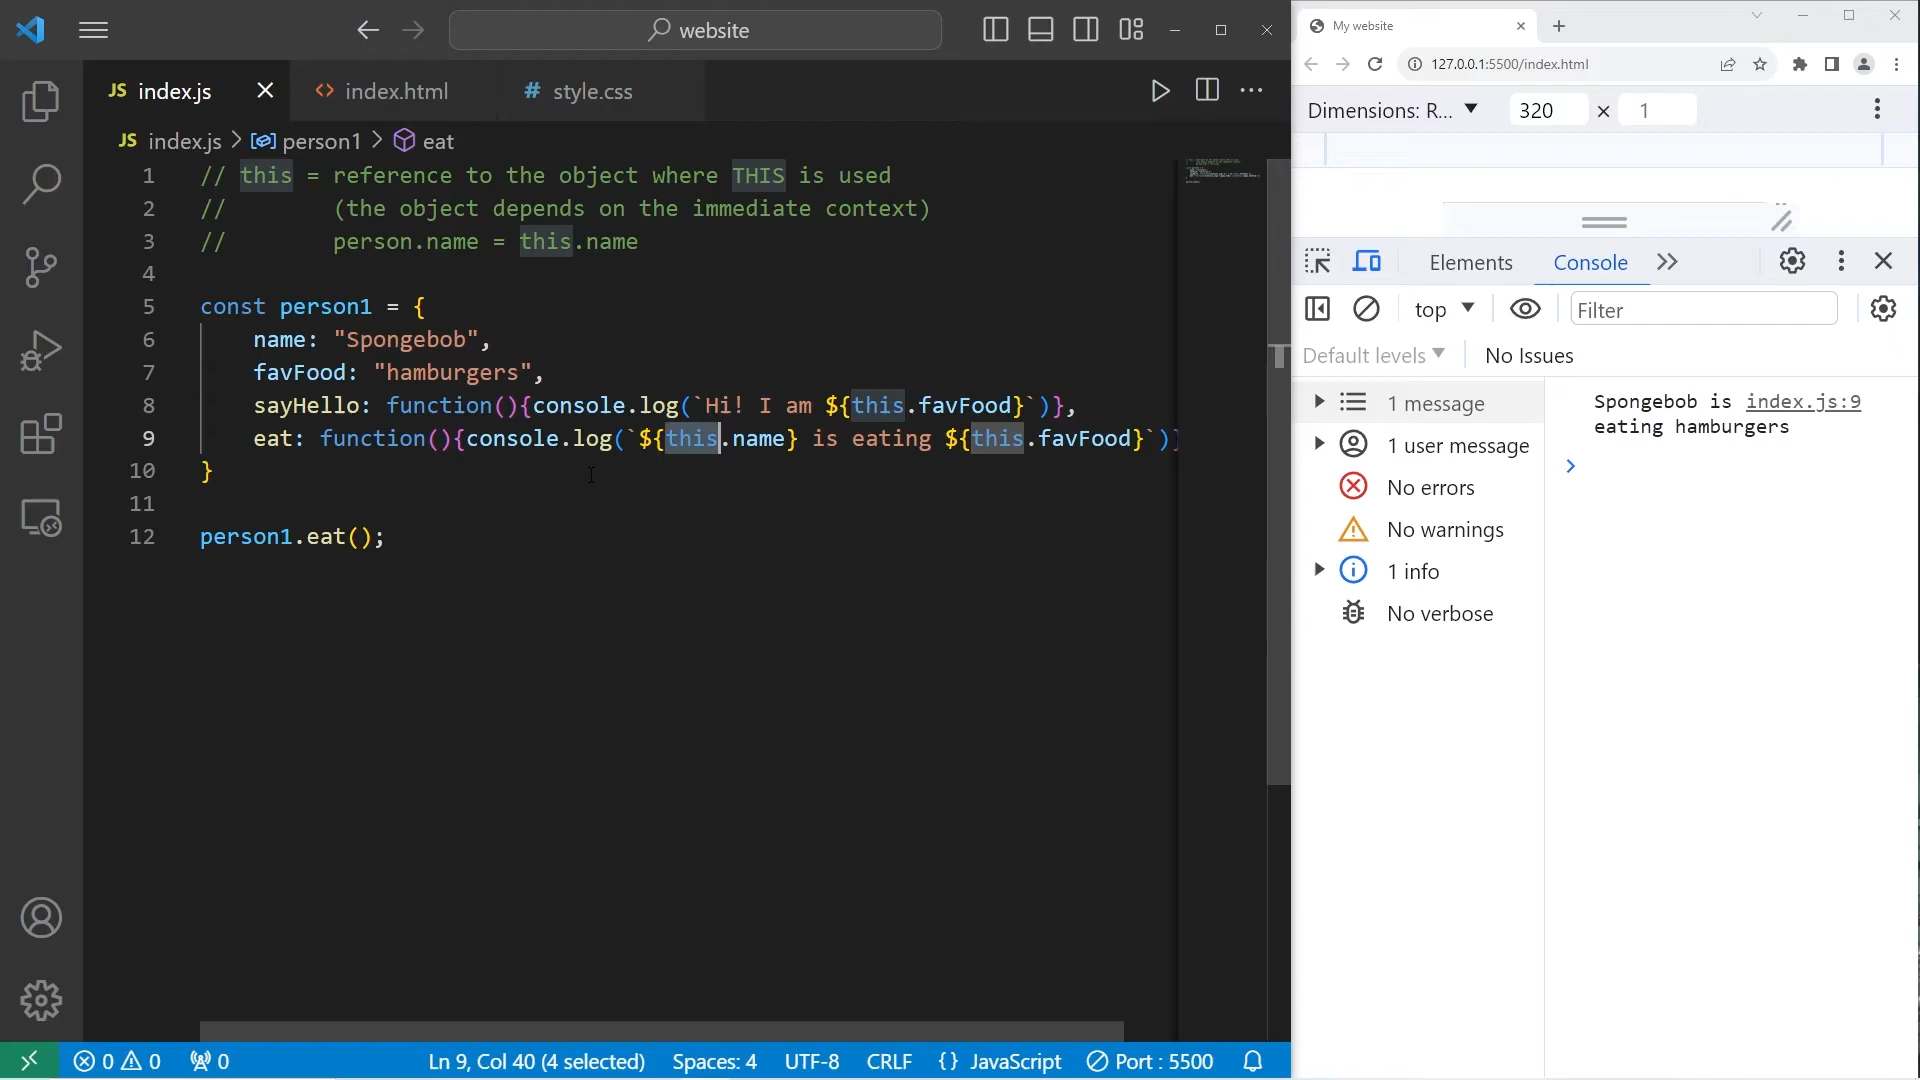 website
JS index.js
<> index.html
# style.css
JS index.js > person1 > eat
1 // this = reference to the object where THIS is used
2 //        (the object depends on the immediate context)
3 //        person.name = this.name
4
5 const person1 = {
6     name: "Spongebob",
7     favFood: "hamburgers",
8     sayHello: function(){console.log(`Hi! I am ${this.favFood}`)},
9     eat: function(){console.log(`${this.name} is eating ${this.favFood}`)}
10 }
11
12 person1.eat();
0 0 0
Ln 9, Col 40 (4 selected)
Spaces: 4
UTF-8
CRLF
{ } JavaScript
Port : 5500
My website
127.0.0.1:5500/index.html
Dimensions: R... 320 × 1
Elements
Console
top
Filter
Default levels
No Issues
1 message
1 user message
No errors
No warnings
1 info
No verbose
Spongebob is index.js:9
eating hamburgers